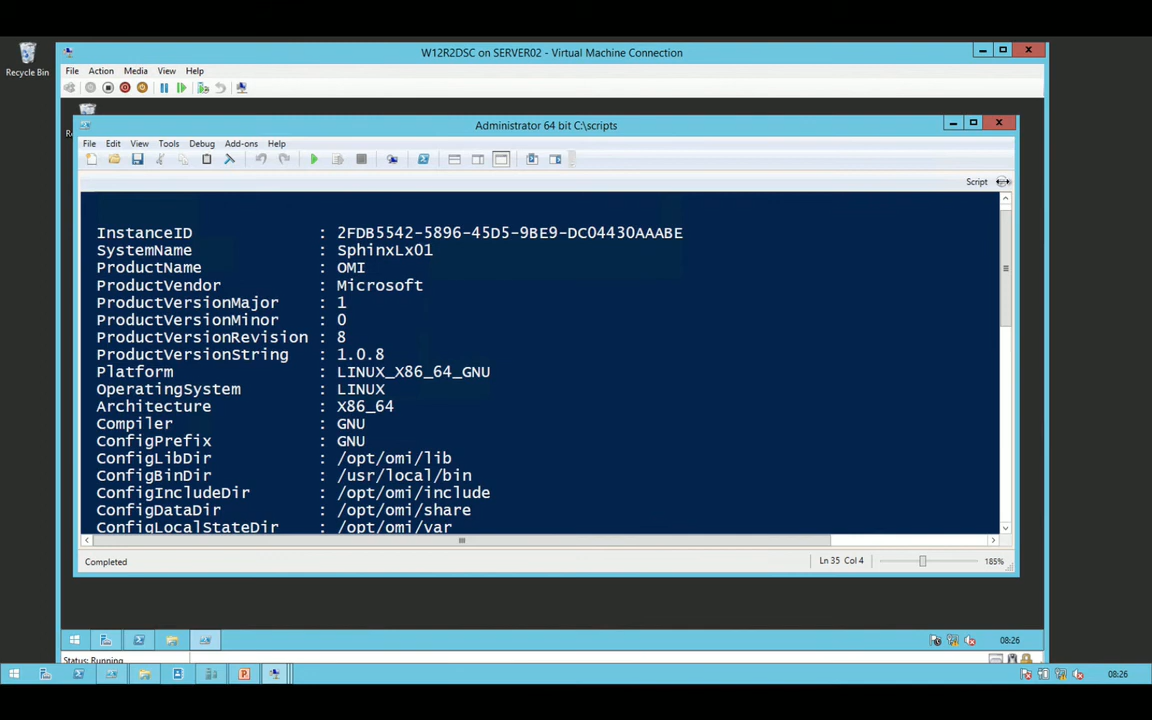 Recycle Bin
W12R2DSC on SERVER02 - Virtual Machine Connection
File Action Media View Help
Administrator 64 bit C:\scripts
File Edit View Tools Debug Add-ons Help
Script
InstanceID : 2FDB5542-5896-45D5-9BE9-DC04430AAABE
SystemName : SphinxLx01
ProductName : OMI
ProductVendor : Microsoft
ProductVersionMajor : 1
ProductVersionMinor : 0
ProductVersionRevision : 8
ProductVersionString : 1.0.8
Platform : LINUX_X86_64_GNU
OperatingSystem : LINUX
Architecture : X86_64
Compiler : GNU
ConfigPrefix : GNU
ConfigLibDir : /opt/omi/lib
ConfigBinDir : /usr/local/bin
ConfigIncludeDir : /opt/omi/include
ConfigDataDir : /opt/omi/share
ConfigLocalStateDir : /opt/omi/var
Completed
Ln 35 Col 4
185%
08:26
Status: Running
08:26